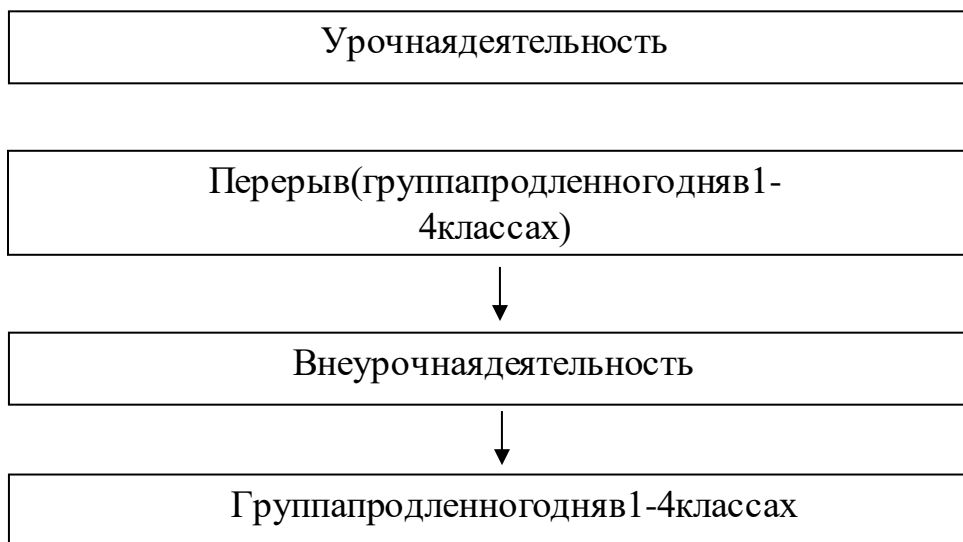 Урочнаядеятельность
Перерыв(группапродленногодняв1-
4классах)
Внеурочнаядеятельность
Группапродленногодняв1-4классах